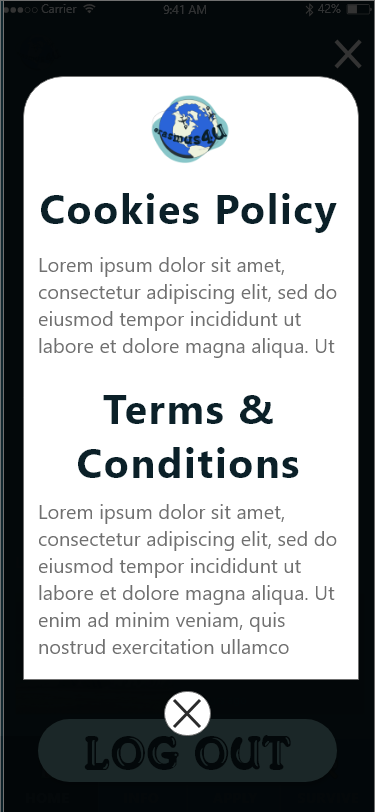 Carrier 9:41 AM 42%
erasmus4U
Cookies Policy
Lorem ipsum dolor sit amet,
consectetur adipiscing elit, sed do
eiusmod tempor incididunt ut
labore et dolore magna aliqua. Ut
Terms &
Conditions
Lorem ipsum dolor sit amet,
consectetur adipiscing elit, sed do
eiusmod tempor incididunt ut
labore et dolore magna aliqua. Ut
enim ad minim veniam, quis
nostrud exercitation ullamco
LOG OUT